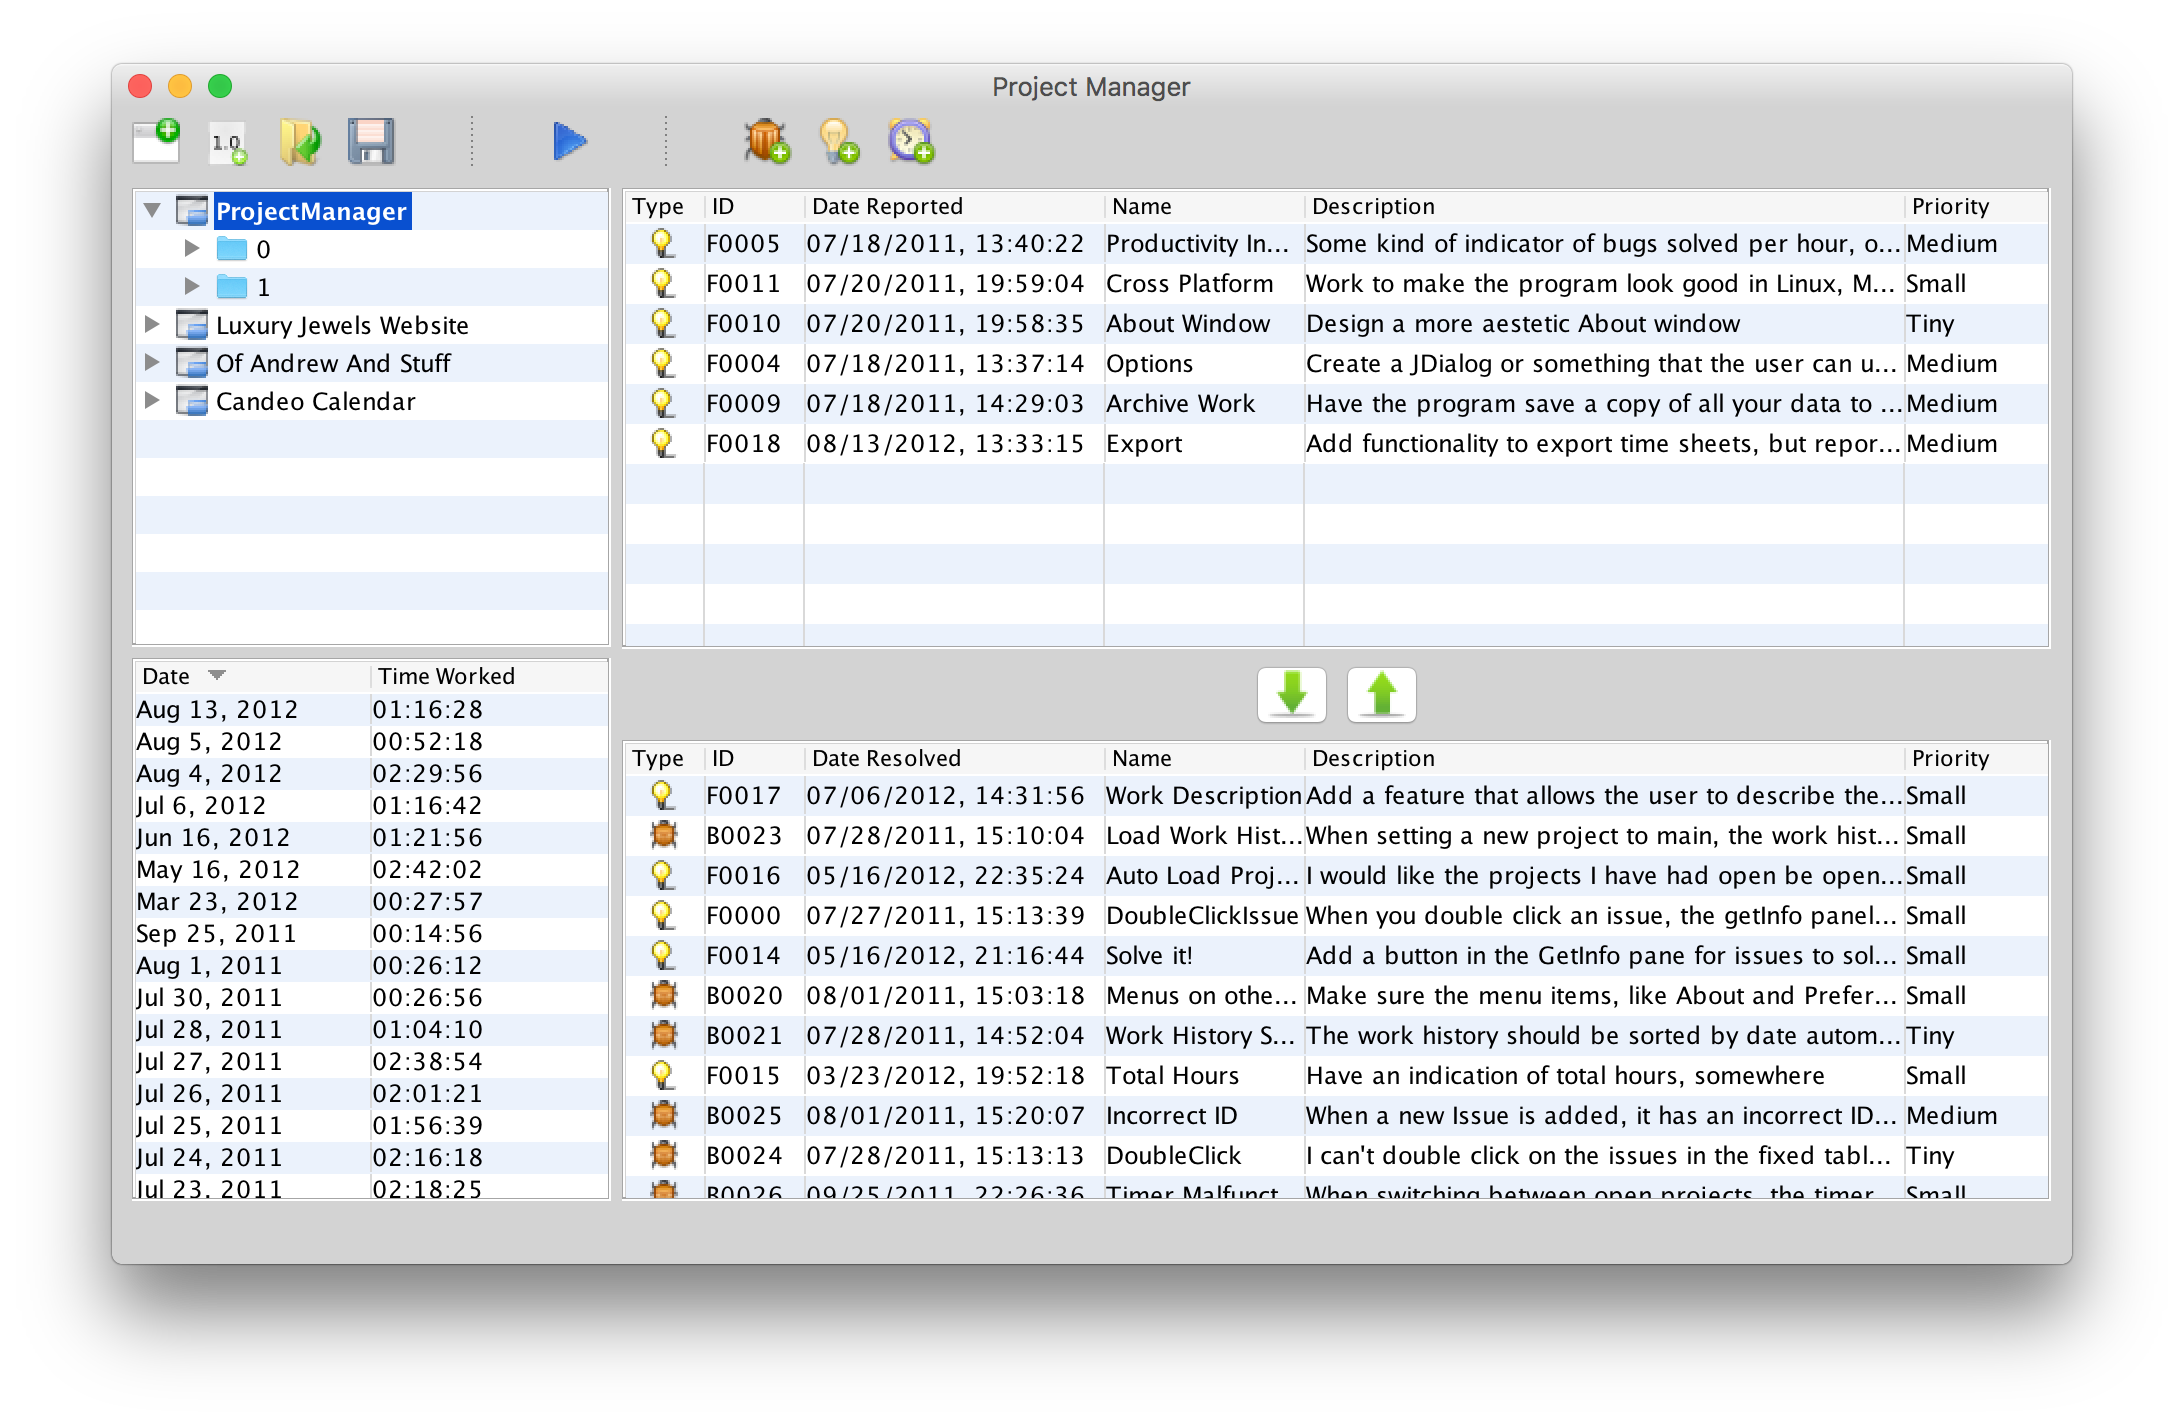 Project Manager
1.0
ProjectManager
0
1
Luxury Jewels Website
Of Andrew And Stuff
Candeo Calendar
Type ID Date Reported Name Description Priority
F0005 07/18/2011, 13:40:22 Productivity In... Some kind of indicator of bugs solved per hour, o... Medium
F0011 07/20/2011, 19:59:04 Cross Platform Work to make the program look good in Linux, M... Small
F0010 07/20/2011, 19:58:35 About Window Design a more aestetic About window Tiny
F0004 07/18/2011, 13:37:14 Options Create a JDialog or something that the user can u... Medium
F0009 07/18/2011, 14:29:03 Archive Work Have the program save a copy of all your data to ... Medium
F0018 08/13/2012, 13:33:15 Export Add functionality to export time sheets, but repor... Medium
Date Time Worked
Aug 13, 2012 01:16:28
Aug 5, 2012 00:52:18
Aug 4, 2012 02:29:56
Jul 6, 2012 01:16:42
Jun 16, 2012 01:21:56
May 16, 2012 02:42:02
Mar 23, 2012 00:27:57
Sep 25, 2011 00:14:56
Aug 1, 2011 00:26:12
Jul 30, 2011 00:26:56
Jul 28, 2011 01:04:10
Jul 27, 2011 02:38:54
Jul 26, 2011 02:01:21
Jul 25, 2011 01:56:39
Jul 24, 2011 02:16:18
Jul 23, 2011 02:18:25
Type ID Date Resolved Name Description Priority
F0017 07/06/2012, 14:31:56 Work Description Add a feature that allows the user to describe the... Small
B0023 07/28/2011, 15:10:04 Load Work Hist... When setting a new project to main, the work hist... Small
F0016 05/16/2012, 22:35:24 Auto Load Proj... I would like the projects I have had open be open... Small
F0000 07/27/2011, 15:13:39 DoubleClickIssue When you double click an issue, the getInfo panel... Small
F0014 05/16/2012, 21:16:44 Solve it! Add a button in the GetInfo pane for issues to sol... Small
B0020 08/01/2011, 15:03:18 Menus on othe... Make sure the menu items, like About and Prefer... Small
B0021 07/28/2011, 14:52:04 Work History S... The work history should be sorted by date autom... Tiny
F0015 03/23/2012, 19:52:18 Total Hours Have an indication of total hours, somewhere Small
B0025 08/01/2011, 15:20:07 Incorrect ID When a new Issue is added, it has an incorrect ID... Medium
B0024 07/28/2011, 15:13:13 DoubleClick I can't double click on the issues in the fixed tabl... Tiny
B0026 09/25/2011, 22:26:36 Timer Malfunct... When switching between open projects, the timer... Small